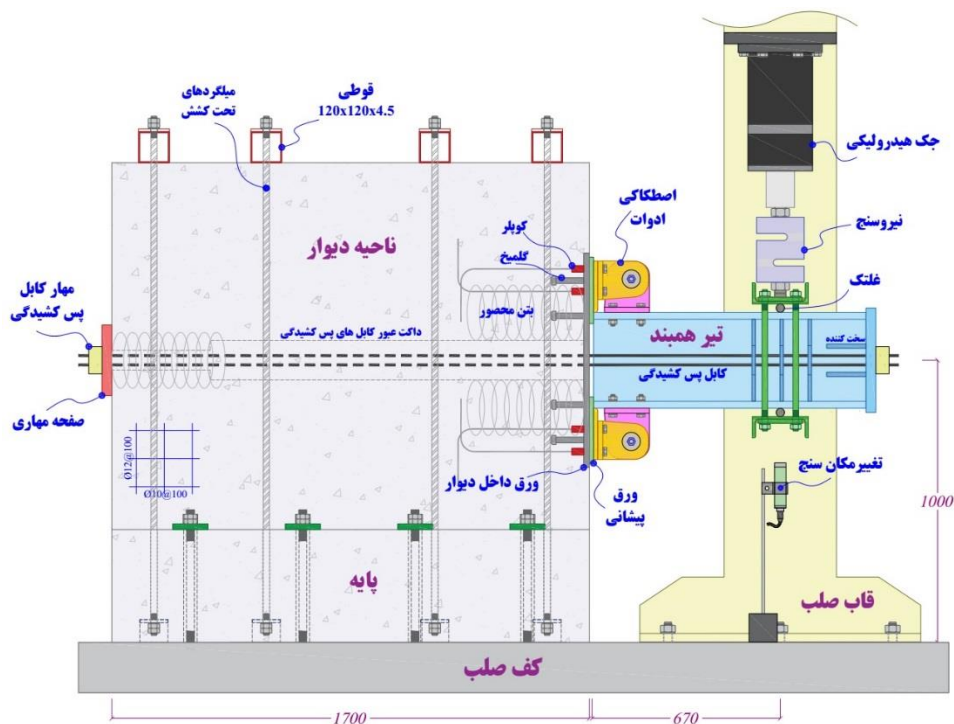 میلگردهای
تحت کشش
قوطی
120x120x4.5
جک هیدرولیکی
اصطکاکی
ادوات
نیروسنج
کوپلر
گلمیخ
ناحیه دیوار
غلتک
مهار کابل
پس کشیدگی
بتن محصور
داکت عبور کابل های پس کشیدگی
تیر همبند
سخت کننده
کابل پس کشیدگی
صفحه مهاری
Ø12@100
Ø10@100
ورق داخل دیوار
ورق
پیشانی
تغییرمکان سنج
1000
پایه
قاب صلب
کف صلب
1700
670